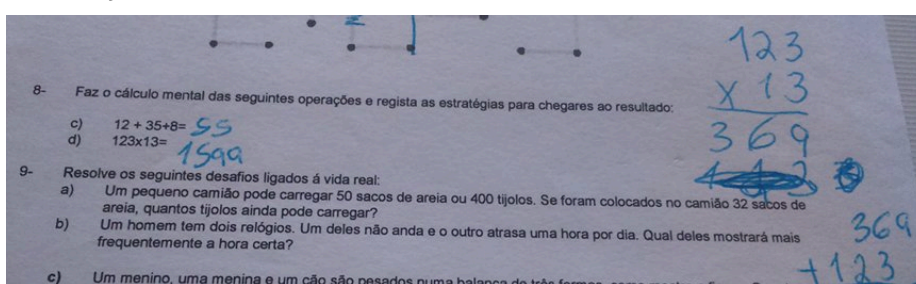 8- Faz o cálculo mental das seguintes operações e regista as estratégias para chegares ao resultado:
c) 12 + 35+8= 55
d) 123x13= 1599
123
x 13
369
9- Resolve os seguintes desafios ligados á vida real:
a) Um pequeno camião pode carregar 50 sacos de areia ou 400 tijolos. Se foram colocados no camião 32 sacos de
areia, quantos tijolos ainda pode carregar?
b) Um homem tem dois relógios. Um deles não anda e o outro atrasa uma hora por dia. Qual deles mostrará mais
frequentemente a hora certa?
369
+ 123
c) Um menino, uma menina e um cão são pesados numa balança de três formas